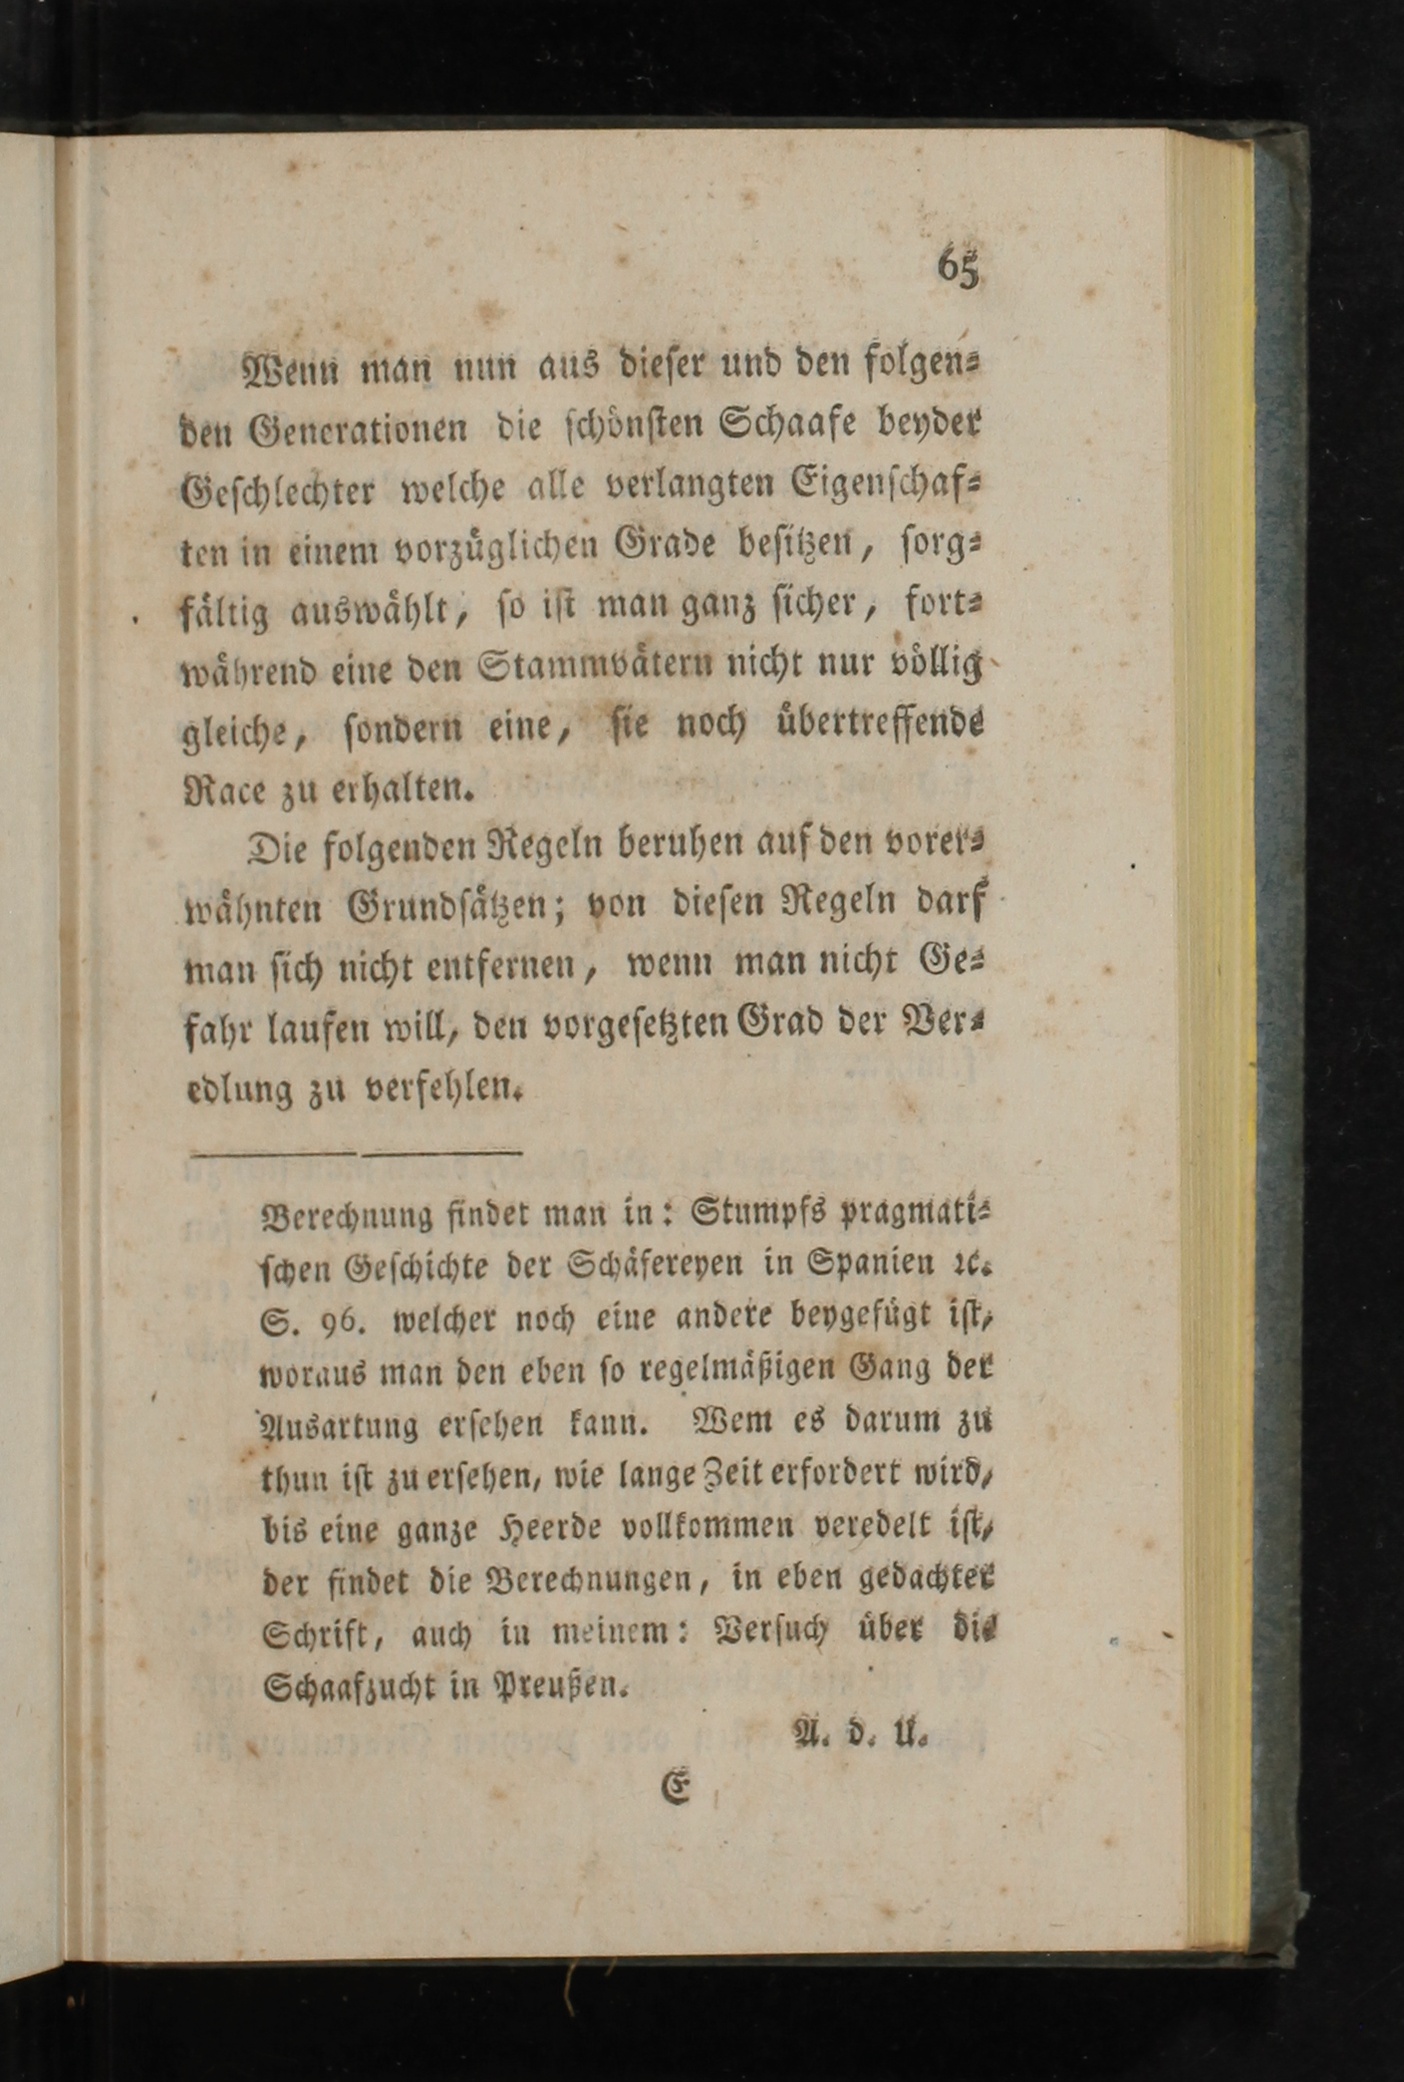 65
Wenn man nun aus dieser und den folgen-
den Generationen die schönsten Schaafe beyder
Geschlechter welche alle verlangten Eigenschaf-
ten in einem vorzüglichen Grade besitzen, sorg-
fältig auswählt, so ist man ganz sicher, fort-
während eine den Stammvätern nicht nur völlig
gleiche, sondern eine, sie noch übertreffende
Race zu erhalten.
Die folgenden Regeln beruhen auf den vorer-
wähnten Grundsätzen; von diesen Regeln darf
man sich nicht entfernen, wenn man nicht Ge-
fahr laufen will, den vorgesetzten Grad der Ver-
edlung zu verfehlen.
Berechnung findet man in: Stumpfs pragmati-
schen Geschichte der Schäfereyen in Spanien ꝛc.
S. 96. welcher noch eine andere beygefügt ist,
woraus man den eben so regelmäßigen Gang der
Ausartung ersehen kann. Wem es darum zu
thun ist zu ersehen, wie lange Zeit erfordert wird,
bis eine ganze Heerde vollkommen veredelt ist,
der findet die Berechnungen, in eben gedachter
Schrift, auch in meinem: Versuch über die
Schaafzucht in Preußen.
A. d. U.
E